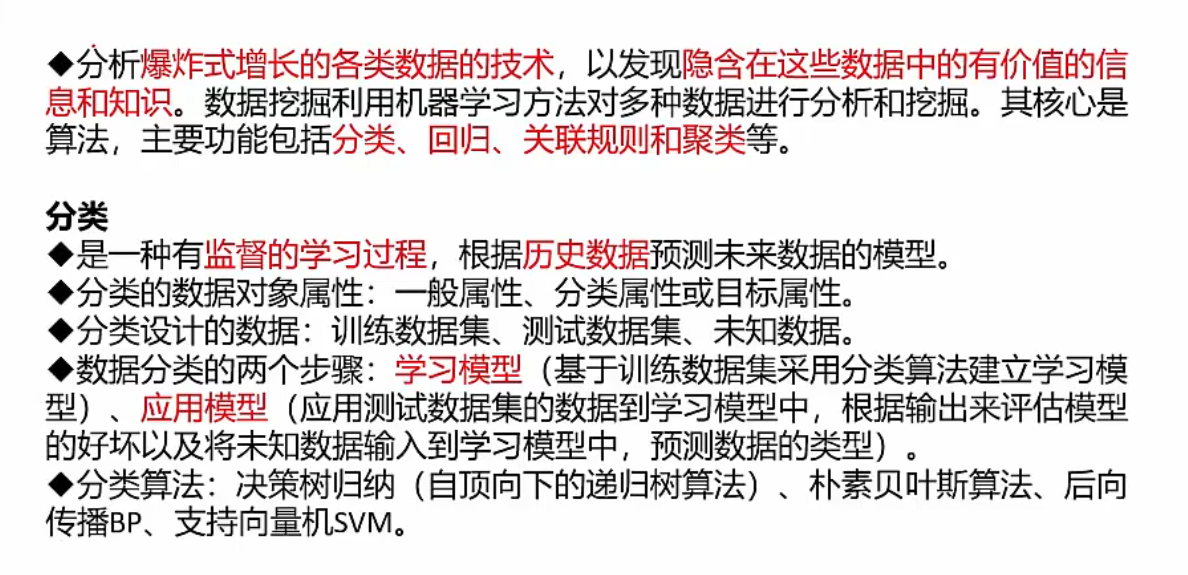 ◆分析爆炸式增长的各类数据的技术，以发现隐含在这些数据中的有价值的信
息和知识。数据挖掘利用机器学习方法对多种数据进行分析和挖掘。其核心是
算法，主要功能包括分类、回归、关联规则和聚类等。
分类
◆是一种有监督的学习过程，根据历史数据预测未来数据的模型。
◆分类的数据对象属性：一般属性、分类属性或目标属性。
◆分类设计的数据：训练数据集、测试数据集、未知数据。
◆数据分类的两个步骤：学习模型（基于训练数据集采用分类算法建立学习模
型）、应用模型（应用测试数据集的数据到学习模型中，根据输出来评估模型
的好坏以及将未知数据输入到学习模型中，预测数据的类型）。
◆分类算法：决策树归纳（自顶向下的递归树算法）、朴素贝叶斯算法、后向
传播BP、支持向量机SVM。